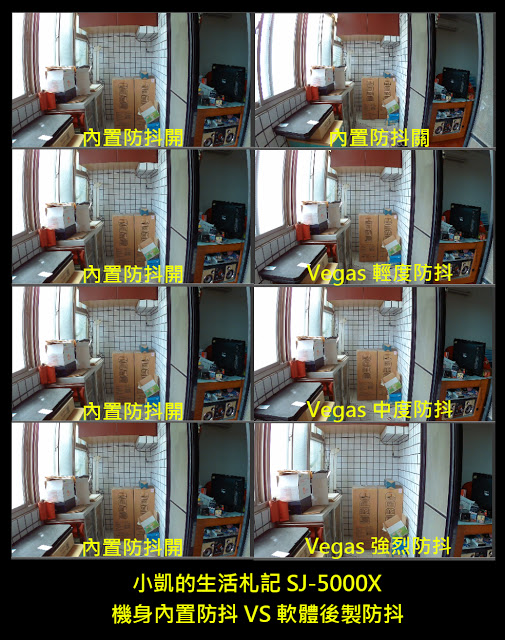 內置防抖開 內置防抖關
內置防抖開 Vegas 輕度防抖
內置防抖開 Vegas 中度防抖
內置防抖開 Vegas 強烈防抖
小凱的生活札記 SJ-5000X
機身內置防抖 VS 軟體後製防抖